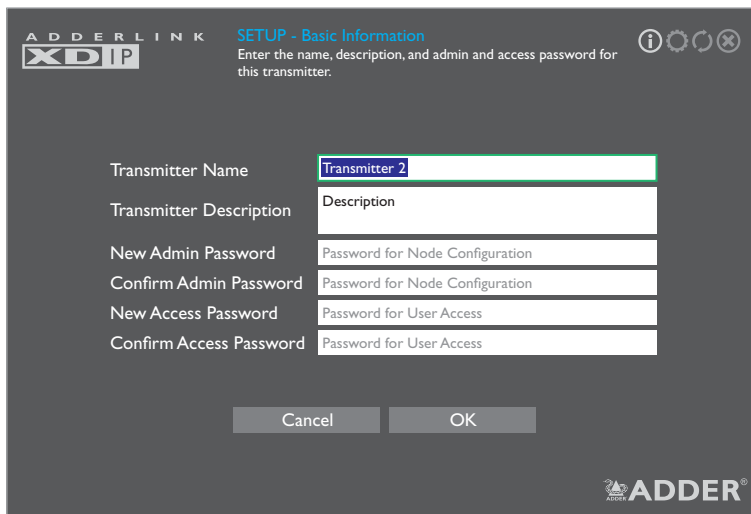 ADDERLINK
XDIP
SETUP - Basic Information
Enter the name, description, and admin and access password for
this transmitter.
Transmitter Name
Transmitter 2
Transmitter Description
Description
New Admin Password
Password for Node Configuration
Confirm Admin Password
Password for Node Configuration
New Access Password
Password for User Access
Confirm Access Password
Password for User Access
Cancel
OK
ADDER
ADDER®